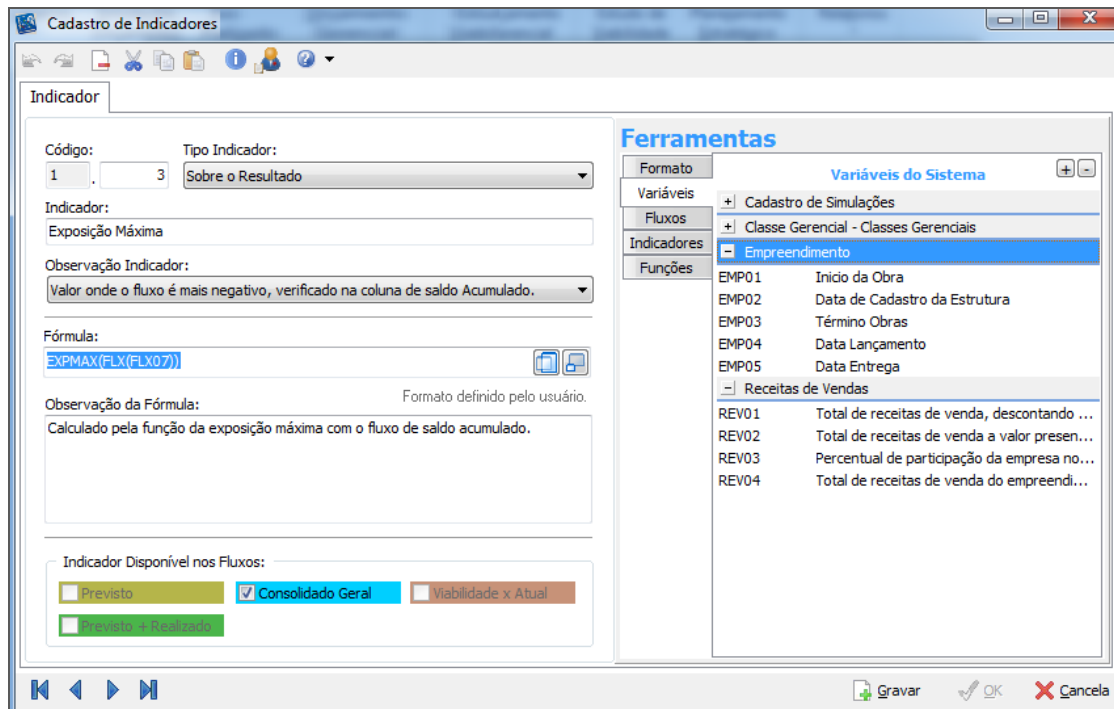 Cadastro de Indicadores
Indicador
Código:
Tipo Indicador:
1 . 3
Sobre o Resultado
Indicador:
Exposição Máxima
Observação Indicador:
Valor onde o fluxo é mais negativo, verificado na coluna de saldo Acumulado.
Fórmula:
EXPMAX(FLX(FLX07))
Formato definido pelo usuário.
Observação da Fórmula:
Calculado pela função da exposição máxima com o fluxo de saldo acumulado.
Indicador Disponível nos Fluxos:
Previsto
Consolidado Geral
Viabilidade x Atual
Previsto + Realizado
Ferramentas
Formato
Variáveis
Fluxos
Indicadores
Funções
Variáveis do Sistema
Cadastro de Simulações
Classe Gerencial - Classes Gerenciais
Empreendimento
EMP01 Inicio da Obra
EMP02 Data de Cadastro da Estrutura
EMP03 Término Obras
EMP04 Data Lançamento
EMP05 Data Entrega
Receitas de Vendas
REV01 Total de receitas de venda, descontando ...
REV02 Total de receitas de venda a valor presen...
REV03 Percentual de participação da empresa no...
REV04 Total de receitas de venda do empreendi...
Gravar
OK
Cancela